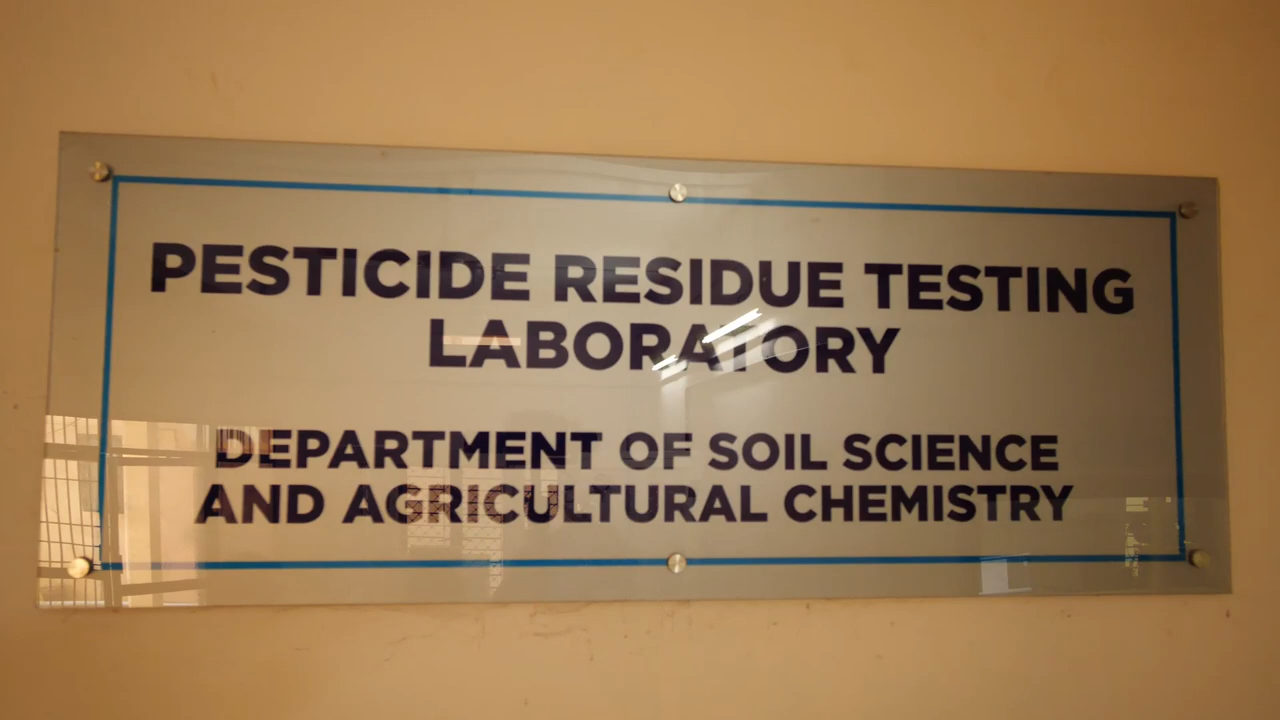 PESTICIDE RESIDUE TESTING
LABORATORY
DEPARTMENT OF SOIL SCIENCE
AND AGRICULTURAL CHEMISTRY